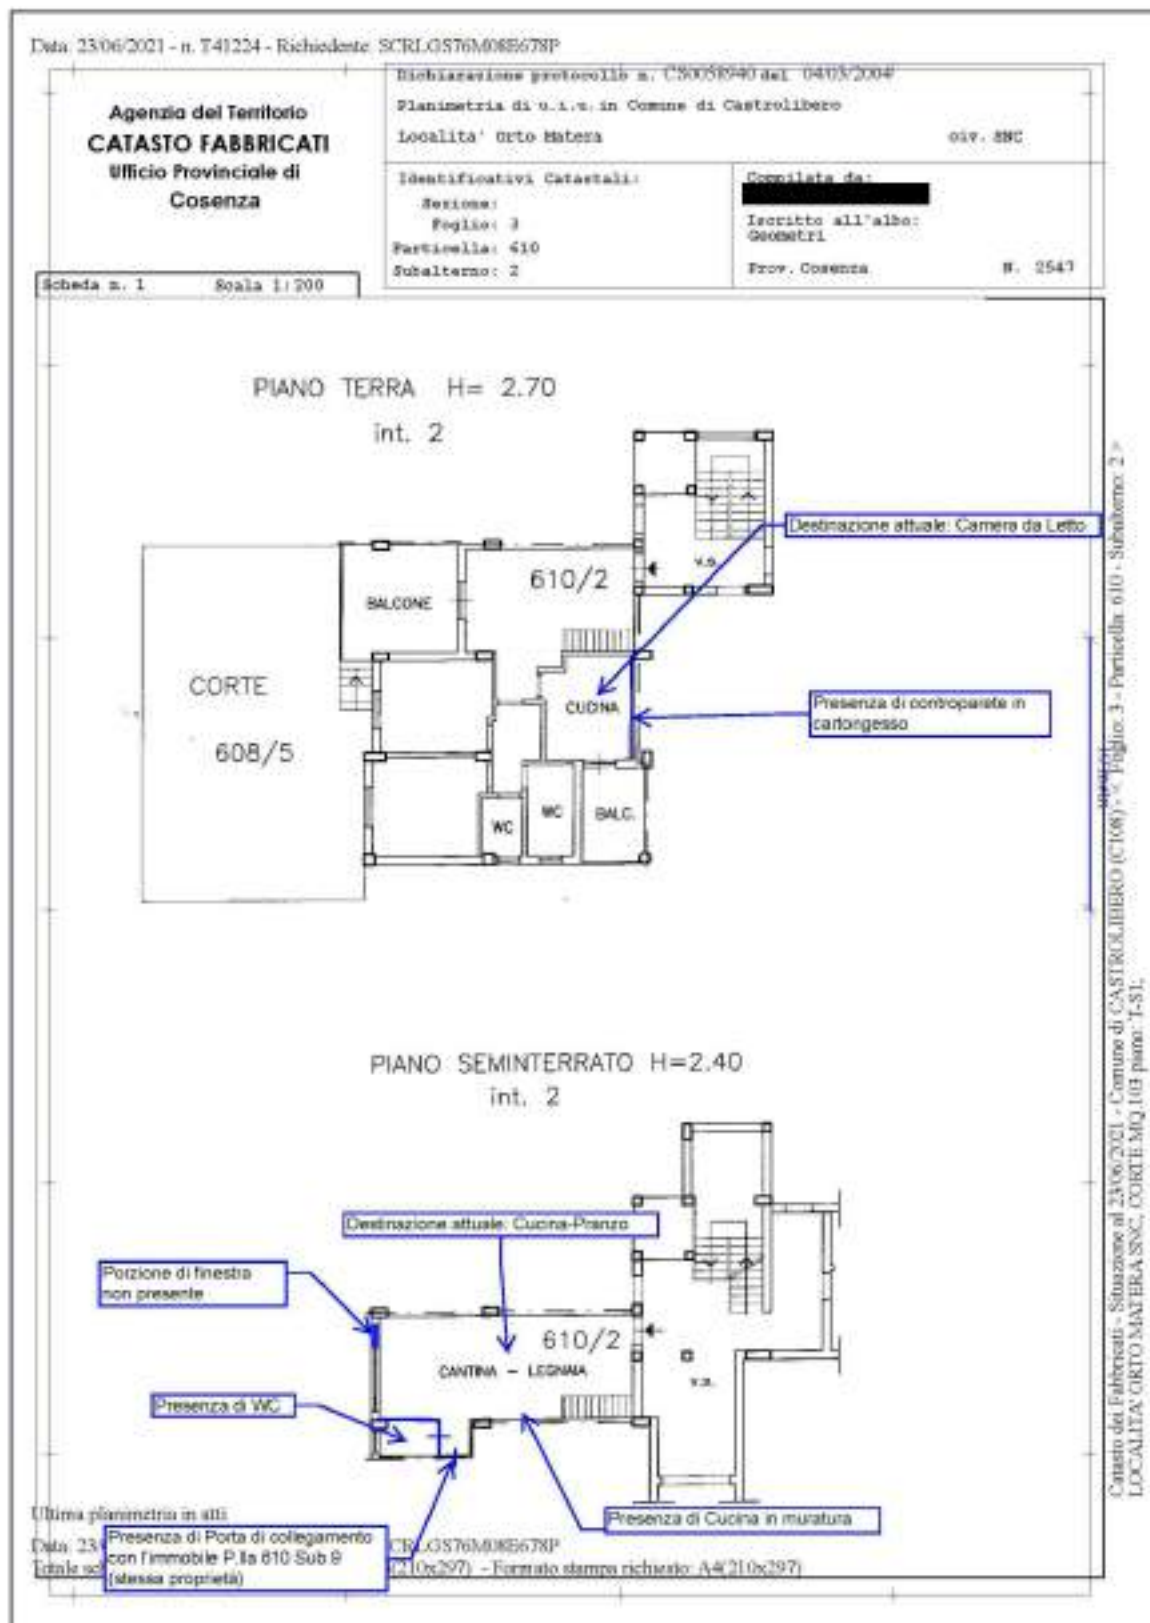 Data: 23/06/2021 - n. T41224 - Richiedente: SCRLGS76M08E678P
Agenzia del Territorio
CATASTO FABBRICATI
Ufficio Provinciale di
Cosenza
Dichiarazione protocollo n. CS0058940 del 04/03/2004
Planimetria di u.i.u. in Comune di Castrolibero
Localita' Orto Matera civ. SNC
Identificativi Catastali:
Sezione:
Foglio: 3
Particella: 610
Subalterno: 2
Compilata da:
Iscritto all'albo:
Geometri
Prov. Cosenza N. 2547
Scheda n. 1 Scala 1:200
PIANO TERRA H= 2.70
int. 2
Destinazione attuale: Camera da Letto
v.s.
610/2
BALCONE
CORTE
608/5
CUCINA
Presenza di controparete in
cartongesso
WC
WC
BALC.
PIANO SEMINTERRATO H=2.40
int. 2
Destinazione attuale: Cucina-Pranzo
Porzione di finestra
non presente
610/2
CANTINA - LEGNAIA
v.s.
Presenza di WC
Presenza di Cucina in muratura
Presenza di Porta di collegamento
con l'immobile P.lla 610 Sub 9
(stessa proprietà)
Ultima planimetria in atti
Data: 23 CRLGS76M08E678P
Totale sc (210x297) - Formato stampa richiesto: A4(210x297)
Catasto dei Fabbricati - Situazione al 23/06/2021 - Comune di CASTROLIBERO (C108) - < Foglio: 3 - Particella: 610 - Subalterno: 2 >
LOCALITA' ORTO MATERA SNC, CORTE MQ.103 piano: T-S1;